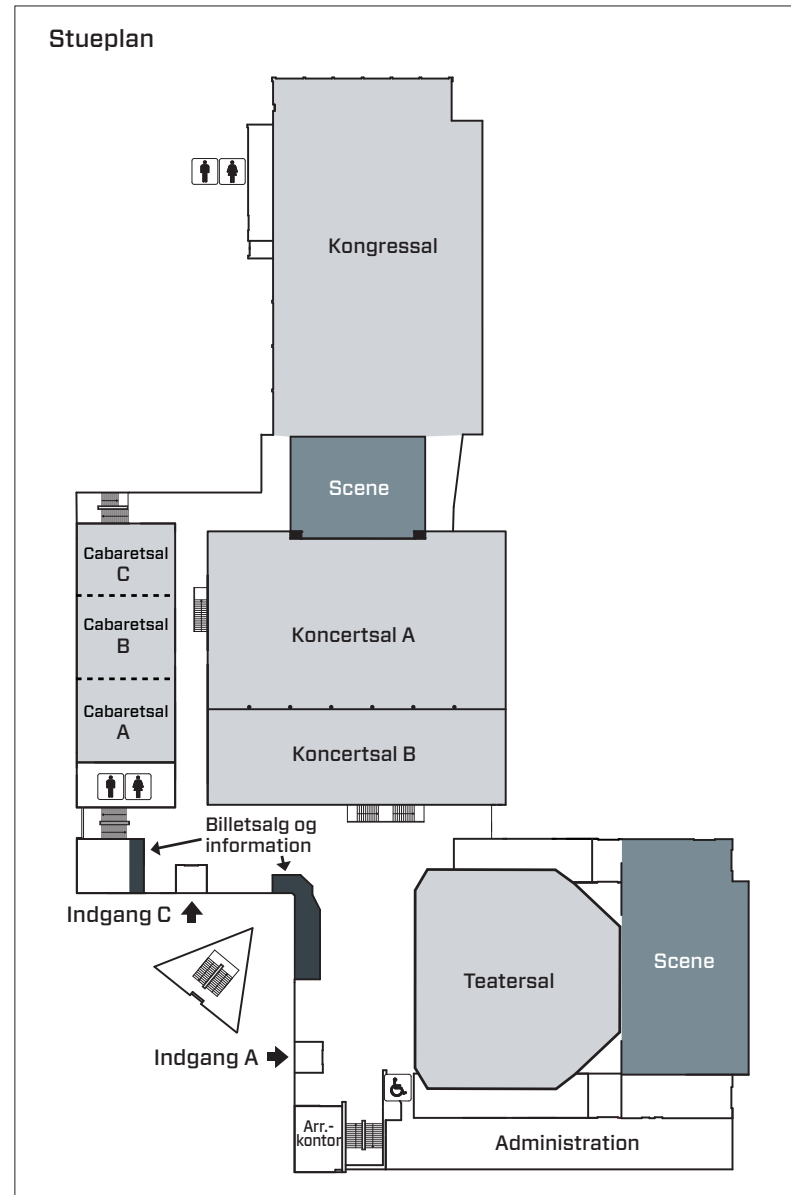 Stueplan
Kongressal
Scene
Cabaretsal
C
Cabaretsal
B
Cabaretsal
A
Koncertsal A
Koncertsal B
Billetsalg og
information
Indgang C
Teatersal
Scene
Indgang A
Arr.-
kontor
Administration